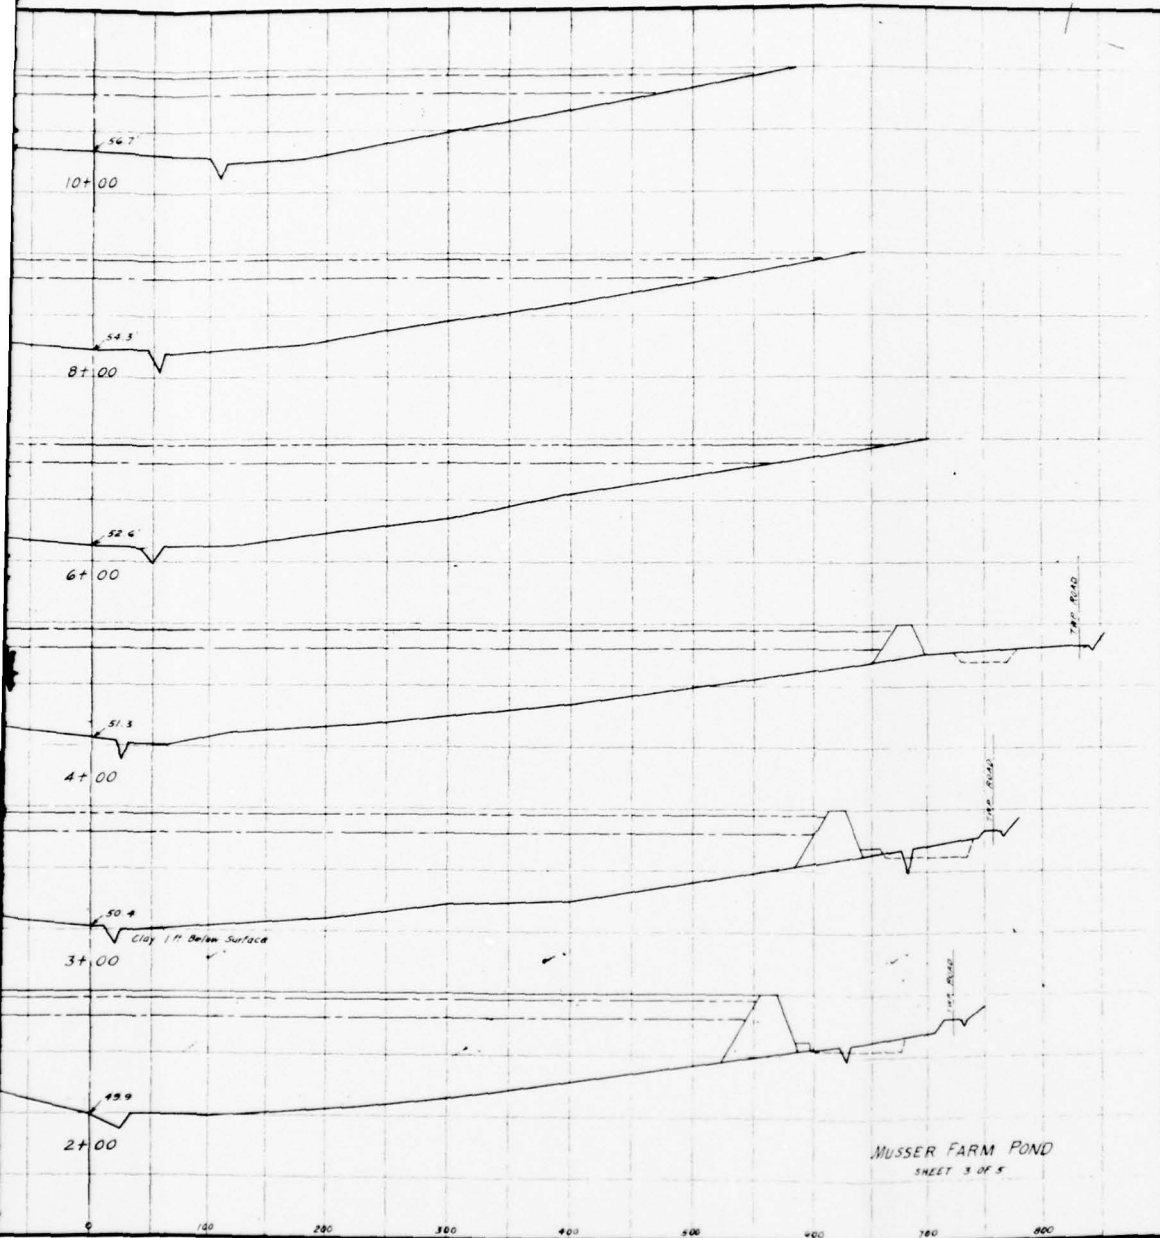 56.7'
10+00
54.3'
8+00
52.6'
6+00
TWP ROAD
51.3
4+00
TWP ROAD
50.4
Clay 1 ft Below Surface
3+00
TWP ROAD
49.9
2+00
MUSSER FARM POND
SHEET 3 OF 5
0 100 200 300 400 500 600 700 800